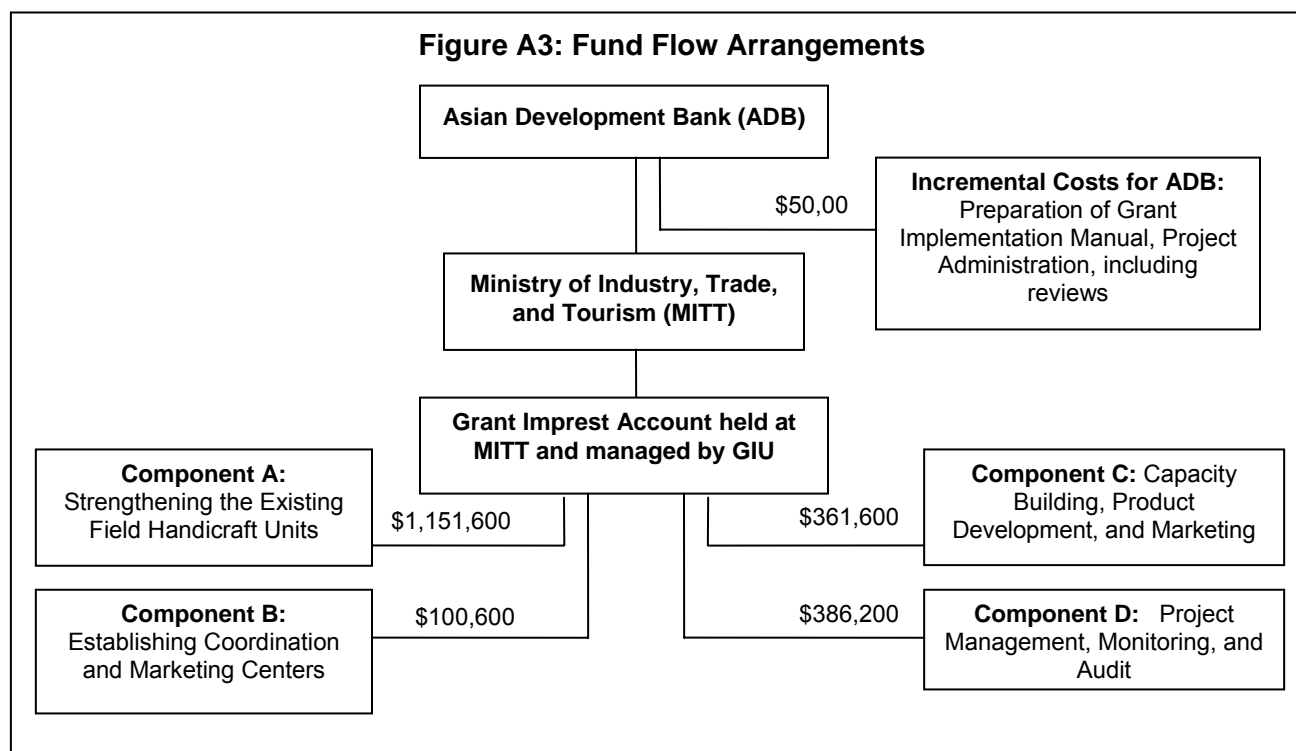 Figure A3: Fund Flow Arrangements
Asian Development Bank (ADB)
$50,00
Incremental Costs for ADB:
Preparation of Grant
Implementation Manual, Project
Administration, including
reviews
Ministry of Industry, Trade,
and Tourism (MITT)
Grant Imprest Account held at
MITT and managed by GIU
Component A:
Strengthening the Existing
Field Handicraft Units
$1,151,600
$361,600
Component C: Capacity
Building, Product
Development, and Marketing
Component B:
Establishing Coordination
and Marketing Centers
$100,600
$386,200
Component D: Project
Management, Monitoring, and
Audit